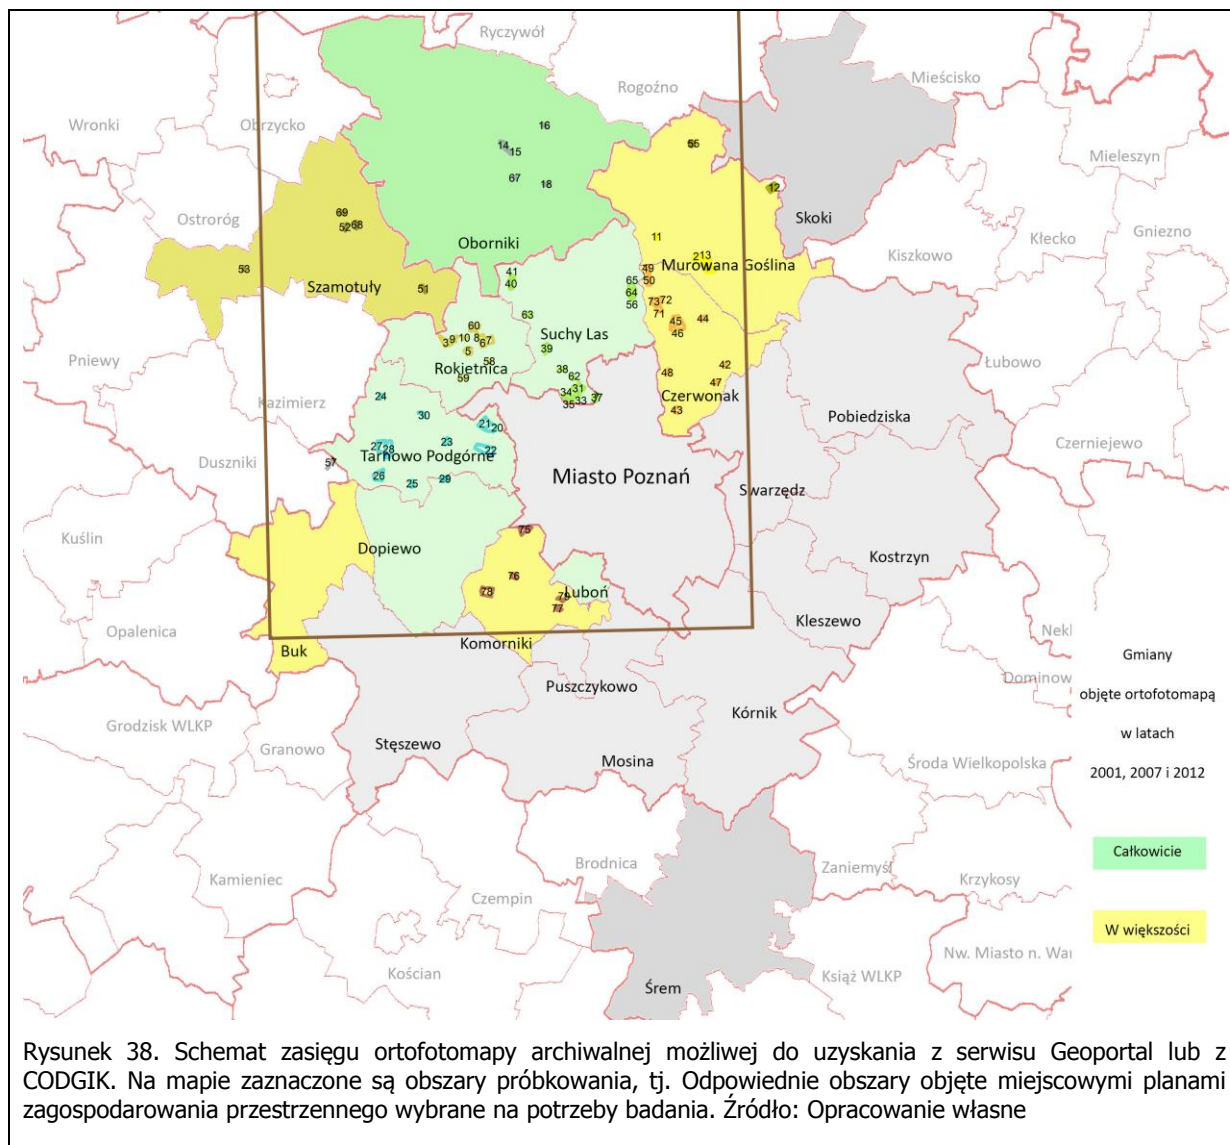 Ryczywół
Mieścisko
Rogoźno
Wronki
Obrzycko
16
14
15
55
Mieleszyn
67
18
12
Ostroróg
69
52 68
Skoki
11
Kłecko
Gniezno
Oborniki
213
Kiszkowo
53
41
49
Murowana Goślina
40
65
50
Szamotuły
51
64
73 72
56
71
63
60
Suchy Las
45
44
46
3 9 10 8 6 7
5
39
Pniewy
58
Rokietnica
38
48
42
Łubowo
59
62
47
Kazimierz
24
34 31
Czerwonak
35 33 37
43
30
21 20
Pobiedziska
27 28
23
22
Czerniejewo
Duszniki
57
Tarnowo Podgórne
26
25
29
Miasto Poznań
Swarzędz
Kuślin
75
Dopiewo
Kostrzyn
76
78
79
Luboń
77
Kleszewo
Opalenica
Komorniki
Buk
Nekl
Gmiany
Puszczykowo
Dominow
objęte ortofotomapą
Kórnik
Grodzisk WLKP
Granowo
Stęszewo
w latach
Mosina
Środa Wielkopolska
2001, 2007 i 2012
Całkowicie
Brodnica
Zaniemyśl
Kamieniec
Krzykosy
Czempin
W większości
Kościan
Nw. Miasto n. War
Śrem
Książ WLKP
Rysunek 38. Schemat zasięgu ortofotomapy archiwalnej możliwej do uzyskania z serwisu Geoportal lub z
CODGIK. Na mapie zaznaczone są obszary próbkowania, tj. Odpowiednie obszary objęte miejscowymi planami
zagospodarowania przestrzennego wybrane na potrzeby badania. Źródło: Opracowanie własne